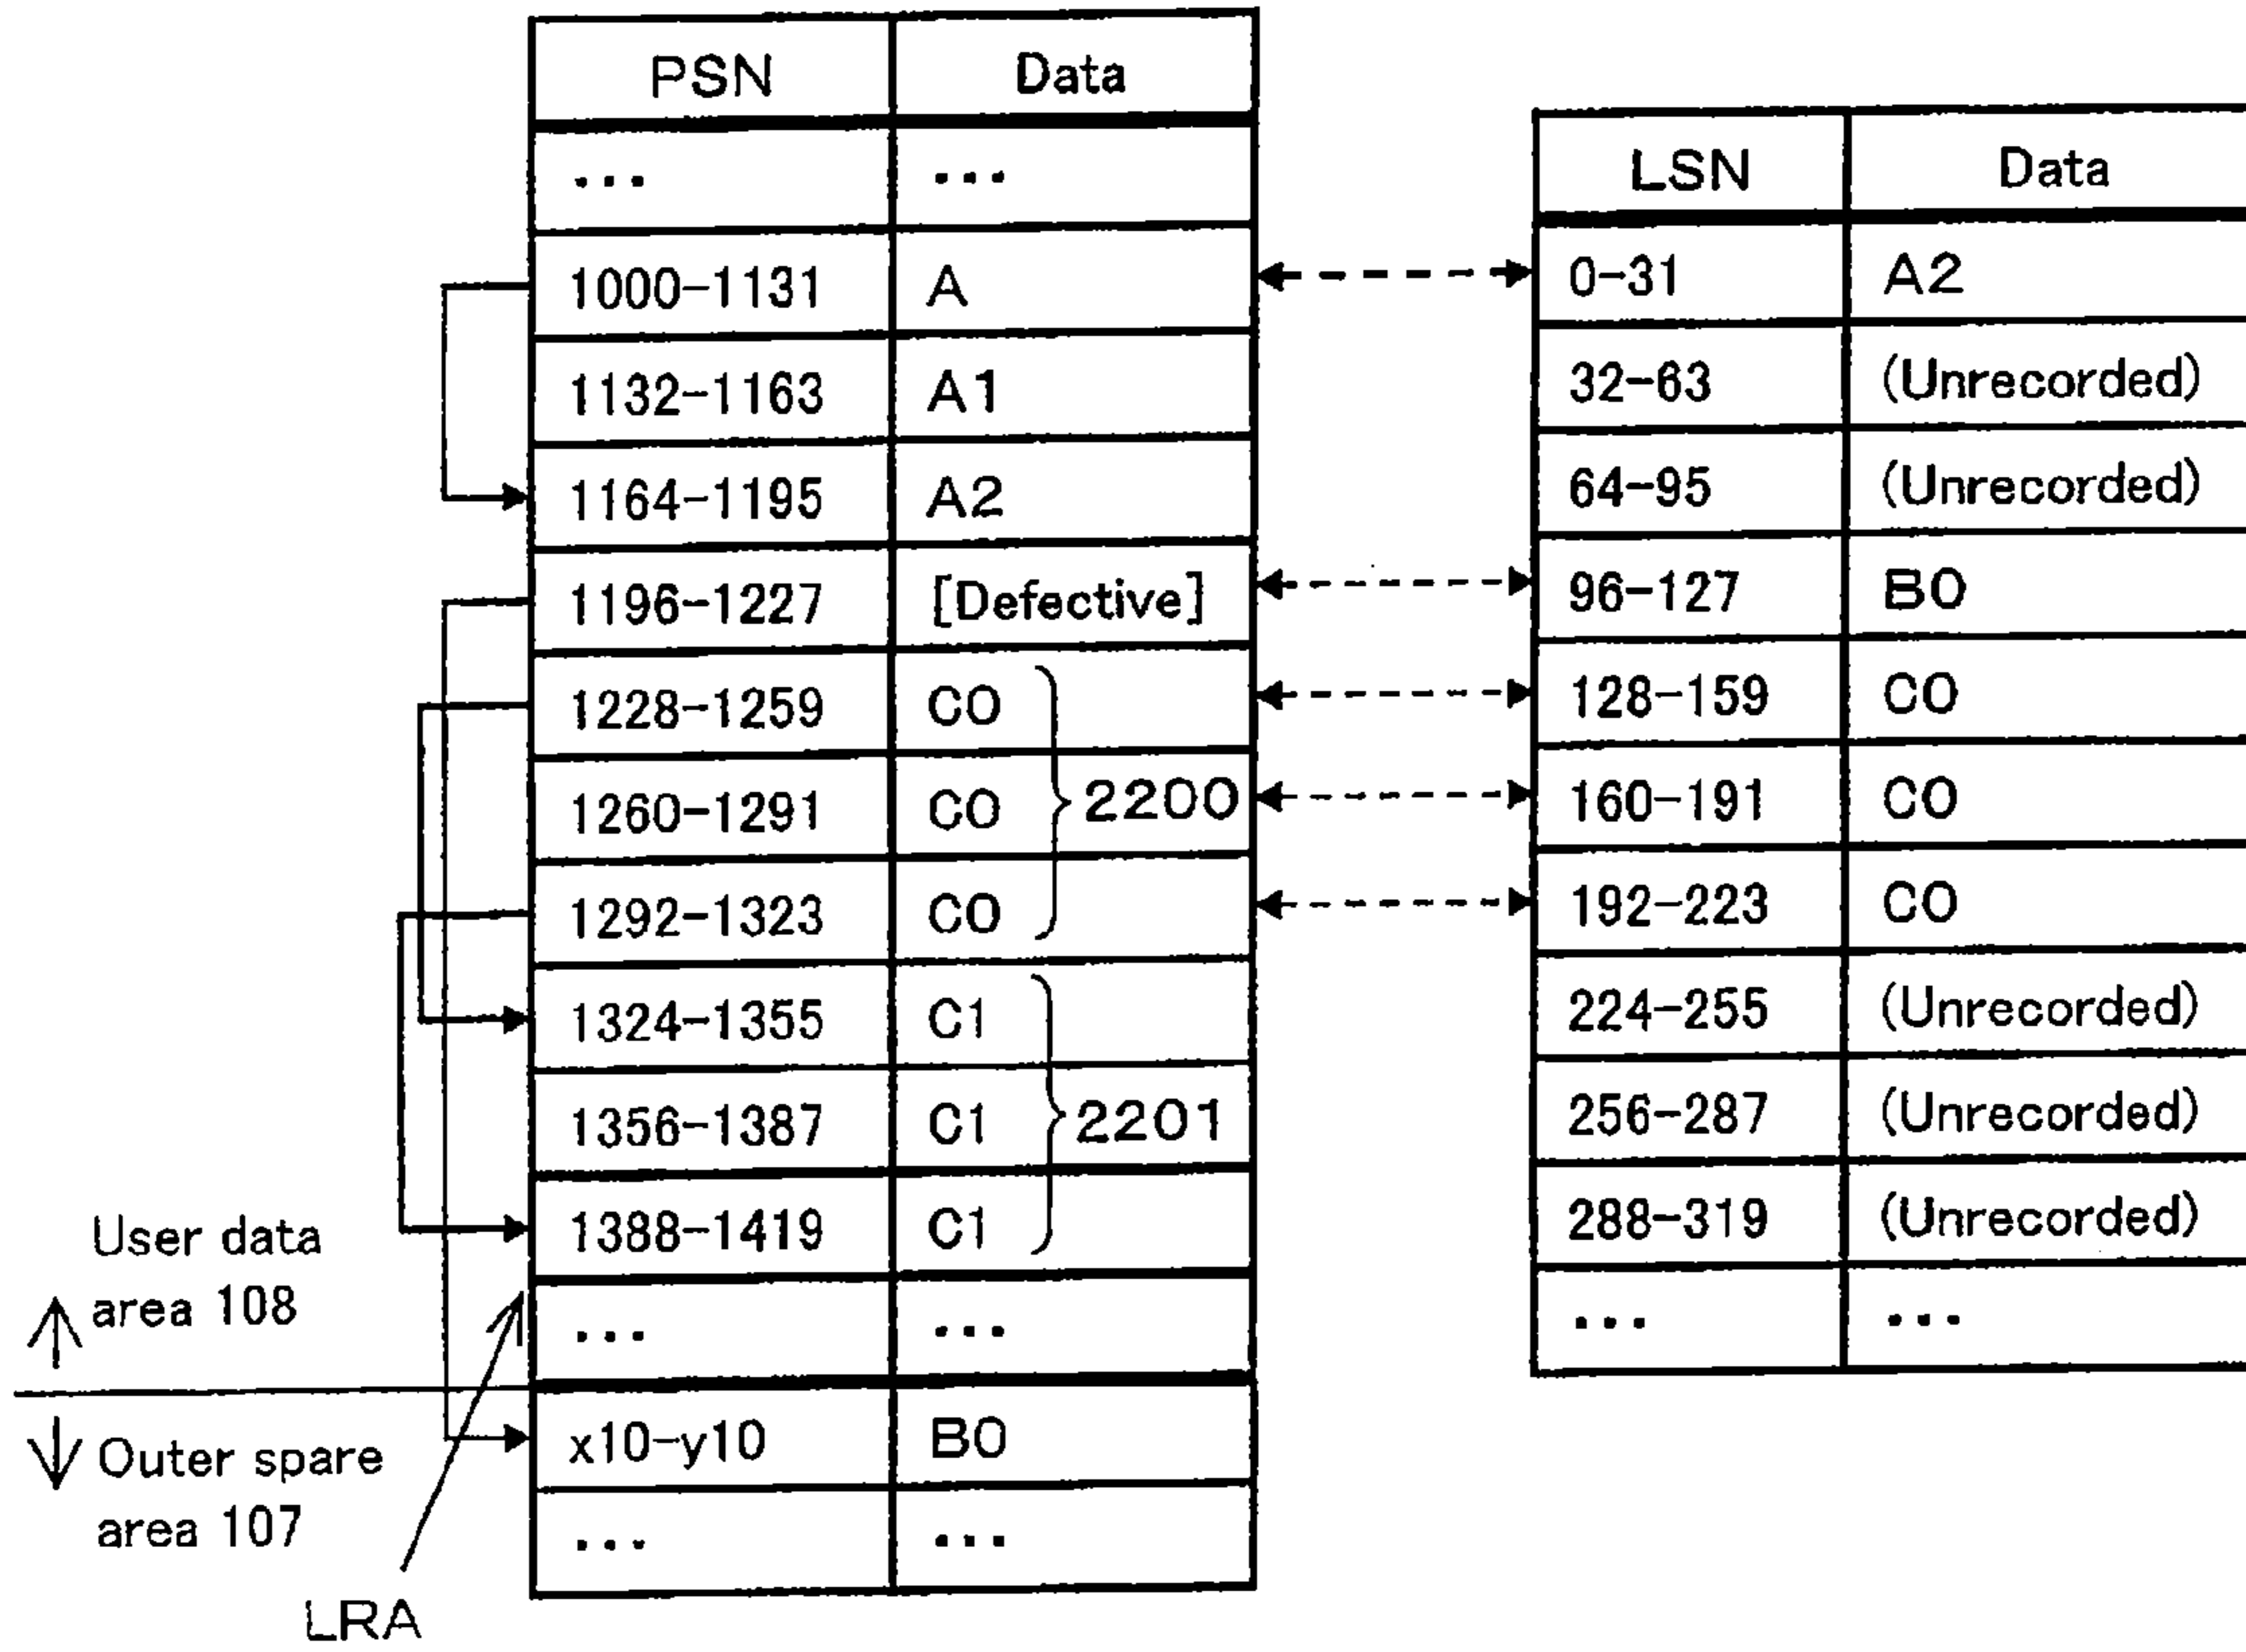 PSN Data
... ...
1000-1131 A
1132-1163 A1
1164-1195 A2
1196-1227 [Defective]
1228-1259 C0
1260-1291 C0
1292-1323 C0
2200
1324-1355 C1
1356-1387 C1
1388-1419 C1
2201
... ...
x10-y10 B0
... ...
User data
area 108
Outer spare
area 107
LRA
LSN Data
0-31 A2
32-63 (Unrecorded)
64-95 (Unrecorded)
96-127 B0
128-159 C0
160-191 C0
192-223 C0
224-255 (Unrecorded)
256-287 (Unrecorded)
288-319 (Unrecorded)
... ...